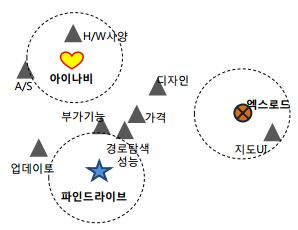 H/W사양
아이나비
A/S
디자인
엑스로드
부가기능
가격
지도UI
경로탐색
성능
업데이트
파인드라이브